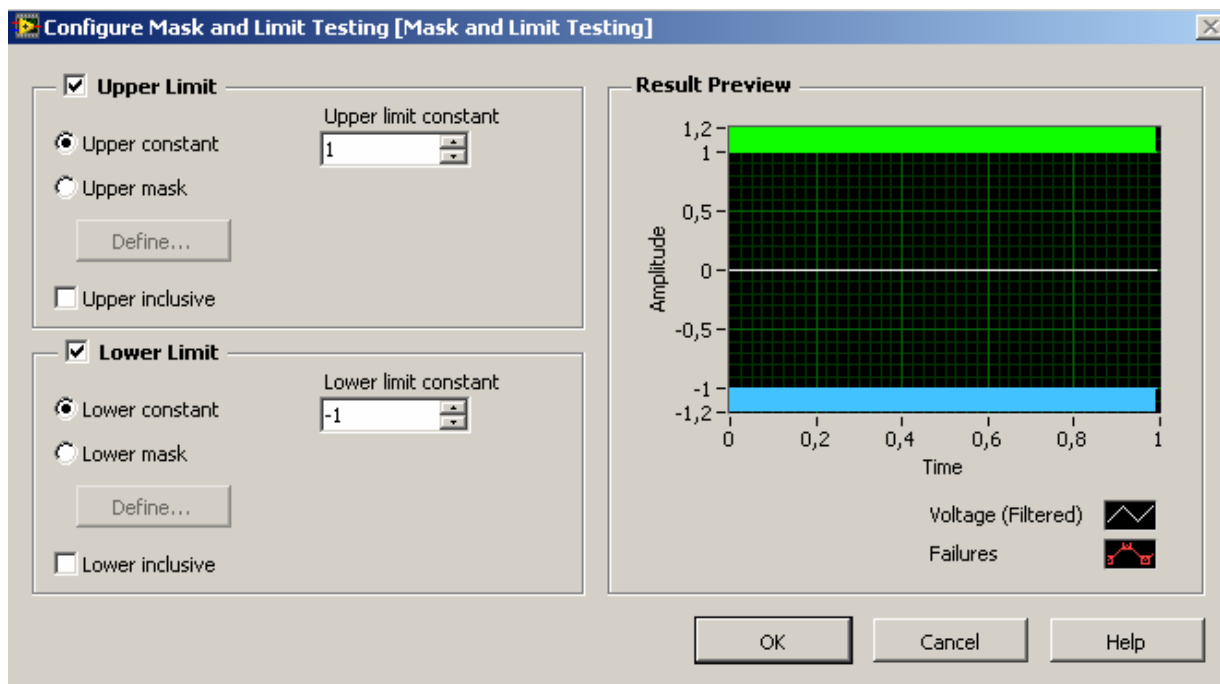 Configure Mask and Limit Testing [Mask and Limit Testing]
Upper Limit
Upper constant
Upper limit constant
1
Upper mask
Define...
Upper inclusive
Lower Limit
Lower constant
Lower limit constant
-1
Lower mask
Define...
Lower inclusive
Result Preview
1,2
1
0,5
0
-0,5
-1
-1,2
Amplitude
0 0,2 0,4 0,6 0,8 1
Time
Voltage (Filtered)
Failures
OK Cancel Help